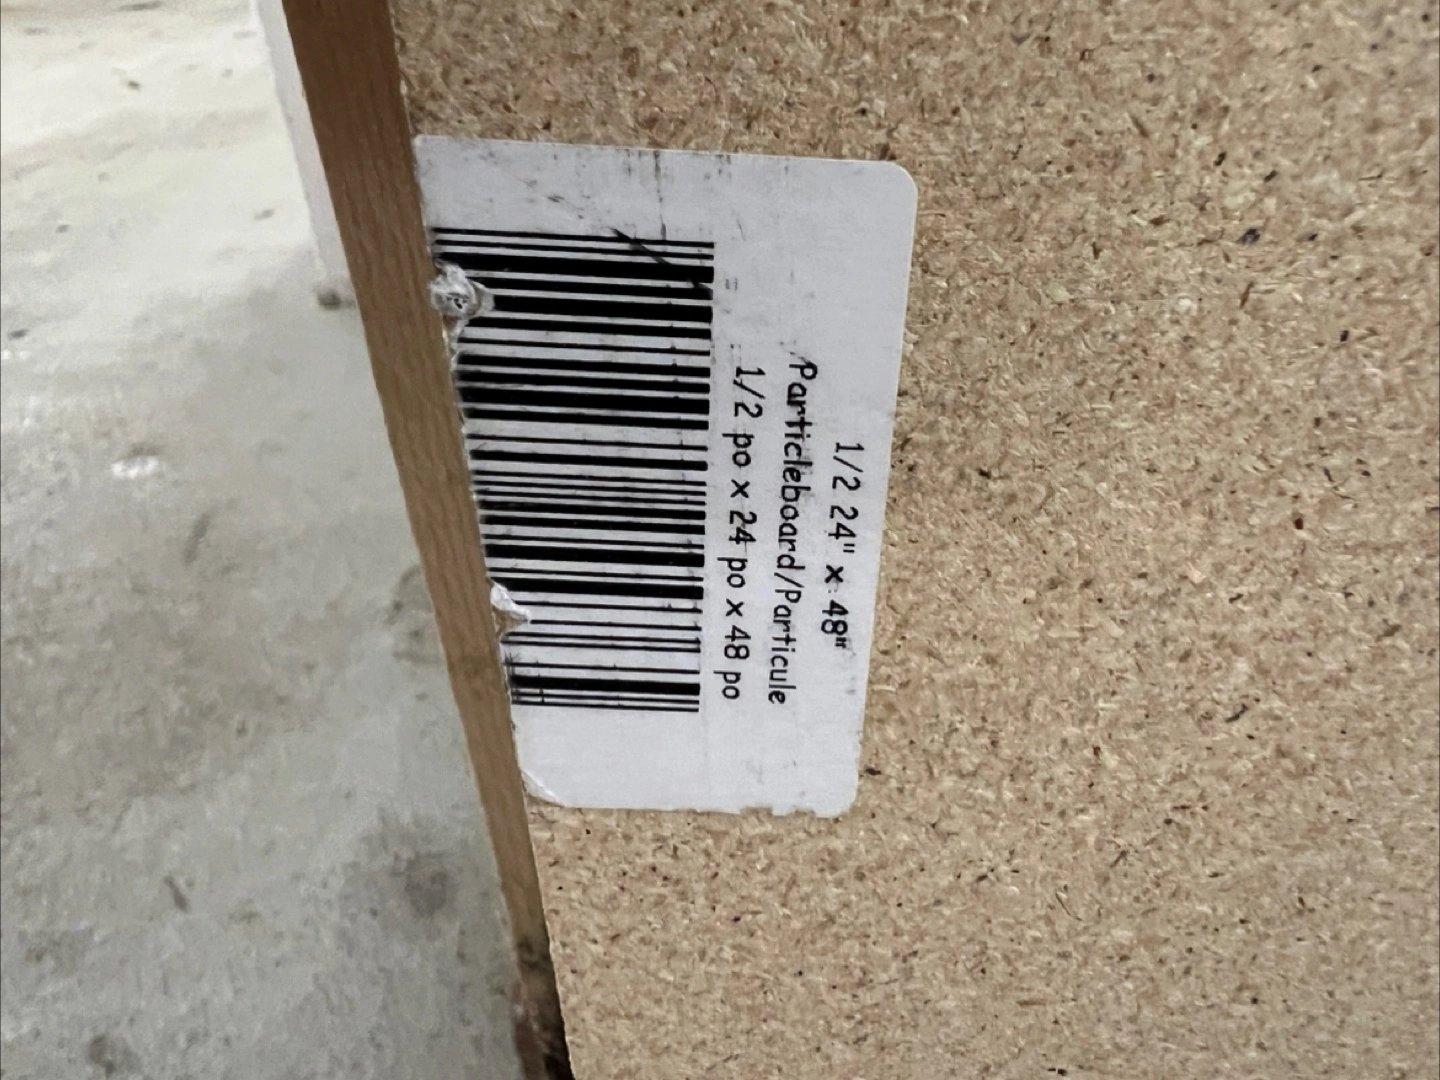 1/2 24" x 48"
Particleboard/Particule
1/2 po x 24 po x 48 po